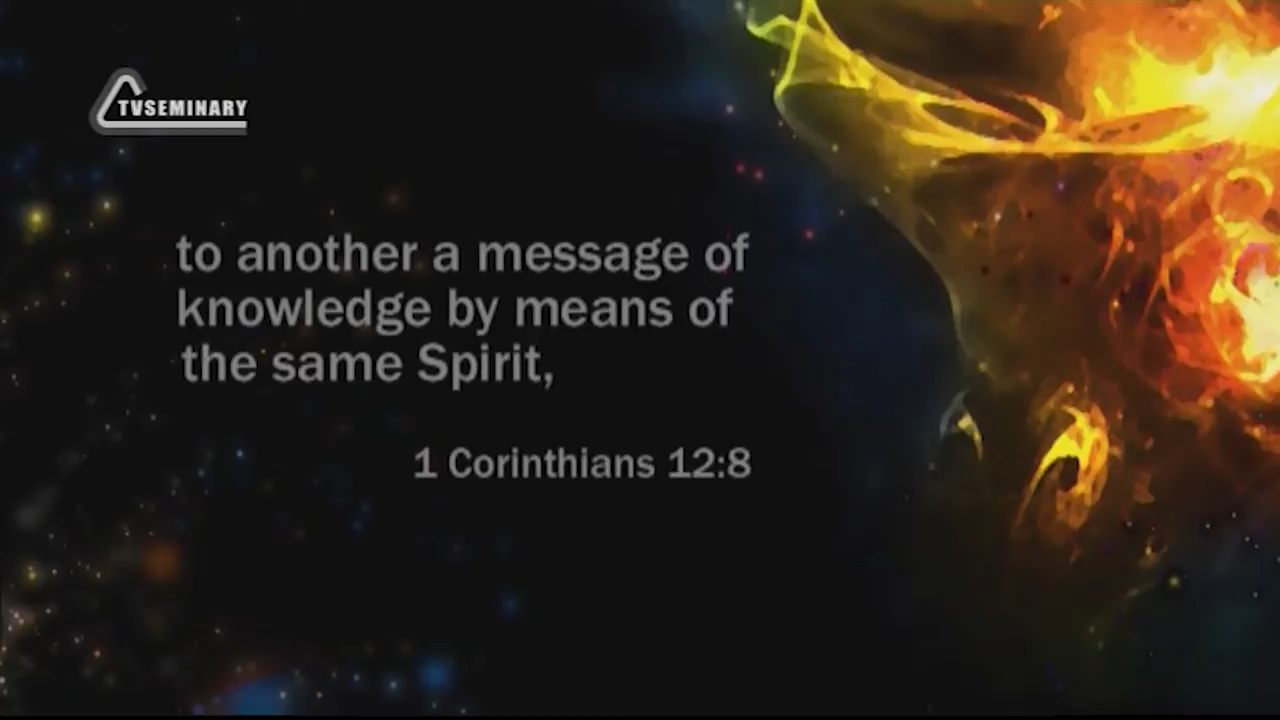 TVSEMINARY
to another a message of
knowledge by means of
the same Spirit,
1 Corinthians 12:8